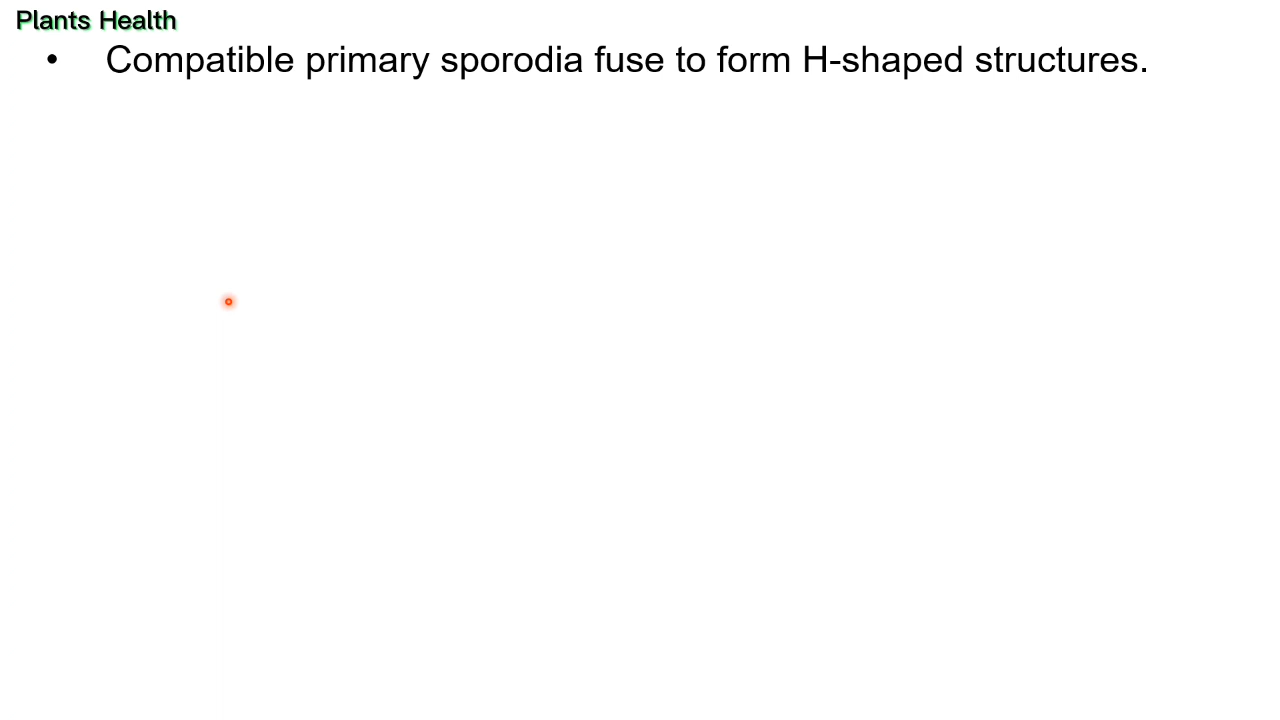 Plants Health
• Compatible primary sporodia fuse to form H-shaped structures.